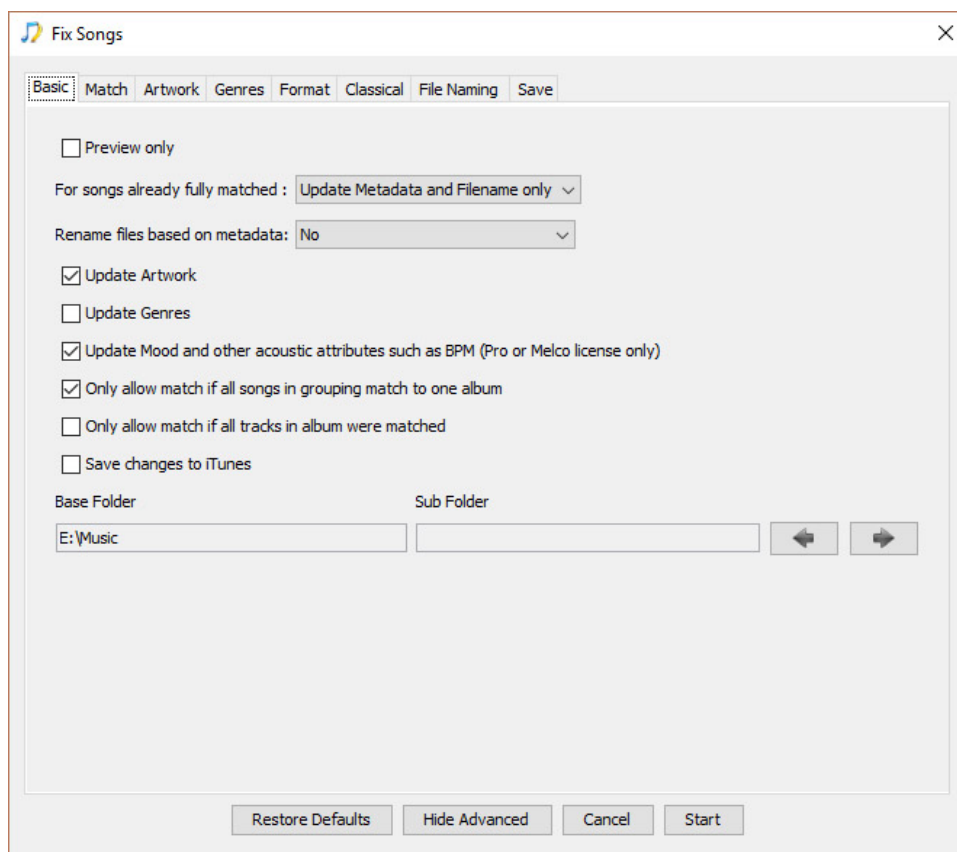 Fix Songs
Basic Match Artwork Genres Format Classical File Naming Save
Preview only
For songs already fully matched : Update Metadata and Filename only
Rename files based on metadata: No
Update Artwork
Update Genres
Update Mood and other acoustic attributes such as BPM (Pro or Melco license only)
Only allow match if all songs in grouping match to one album
Only allow match if all tracks in album were matched
Save changes to iTunes
Base Folder Sub Folder
E:\Music
Restore Defaults Hide Advanced Cancel Start